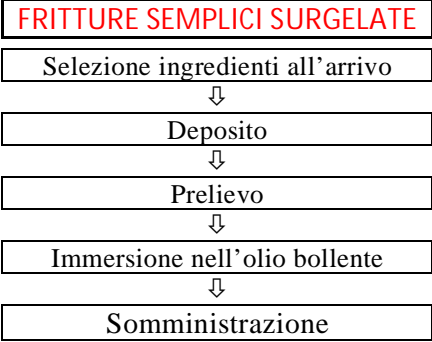 FRITTURE SEMPLICI SURGELATE
Selezione ingredienti all'arrivo
⇩
Deposito
⇩
Prelievo
⇩
Immersione nell'olio bollente
⇩
Somministrazione